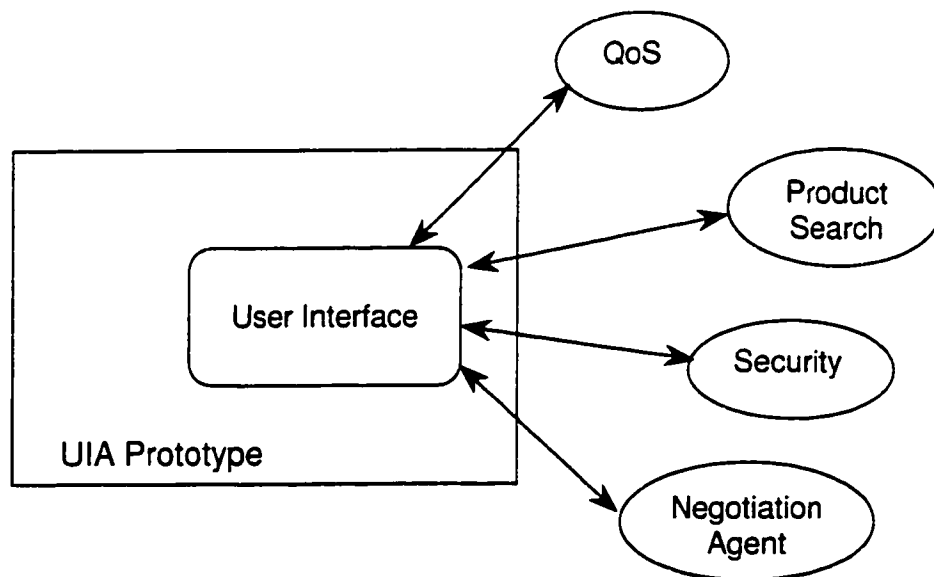 QoS
Product
Search
User Interface
Security
UIA Prototype
Negotiation
Agent